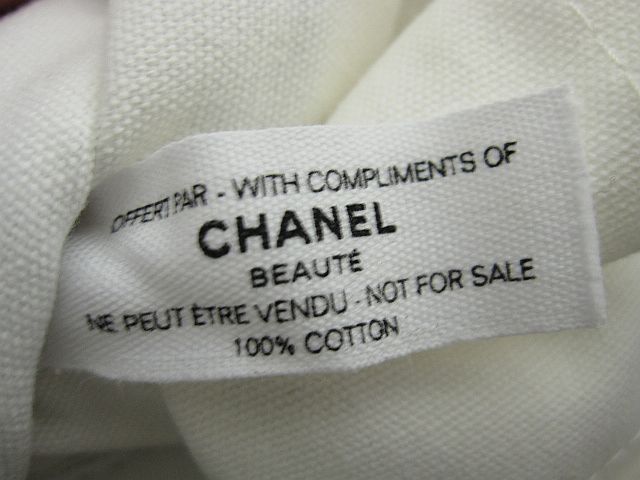 OFFERT PAR - WITH COMPLIMENTS OF
CHANEL
BEAUTÉ
NE PEUT ÊTRE VENDU - NOT FOR SALE
100% COTTON